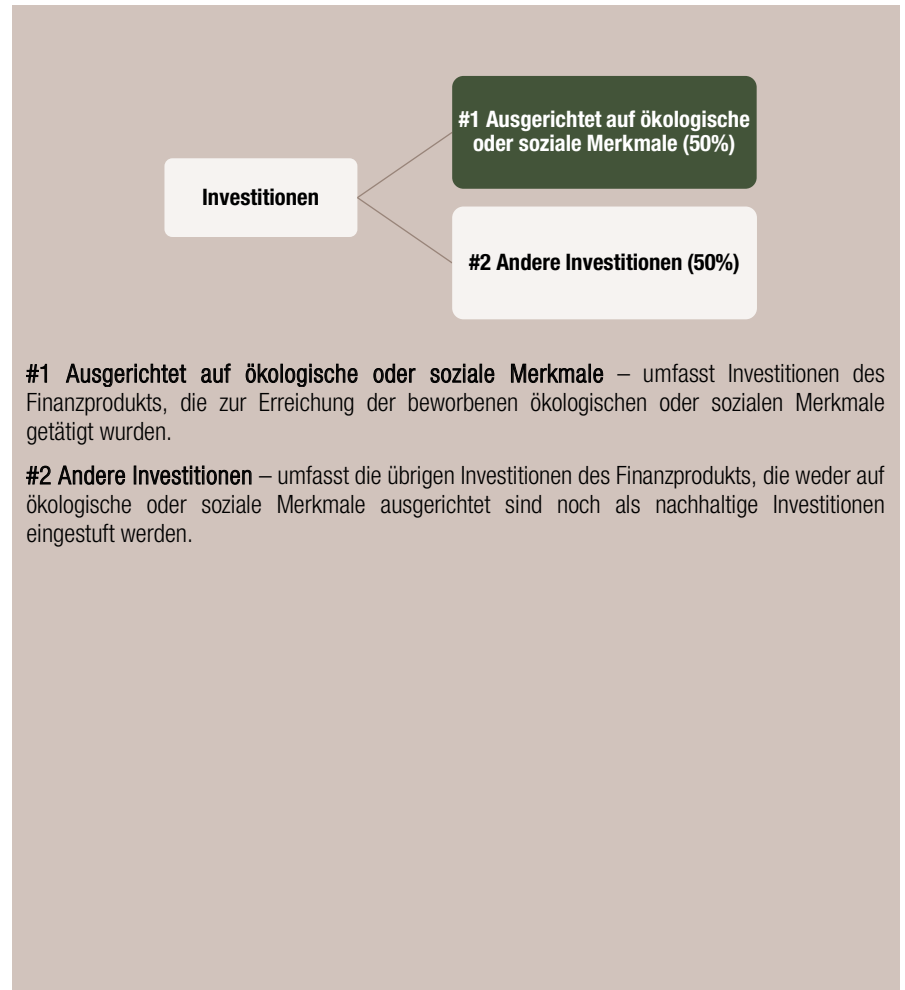 #1 Ausgerichtet auf ökologische
oder soziale Merkmale (50%)
Investitionen
#2 Andere Investitionen (50%)
#1 Ausgerichtet auf ökologische oder soziale Merkmale – umfasst Investitionen des
Finanzprodukts, die zur Erreichung der beworbenen ökologischen oder sozialen Merkmale
getätigt wurden.
#2 Andere Investitionen – umfasst die übrigen Investitionen des Finanzprodukts, die weder auf
ökologische oder soziale Merkmale ausgerichtet sind noch als nachhaltige Investitionen
eingestuft werden.